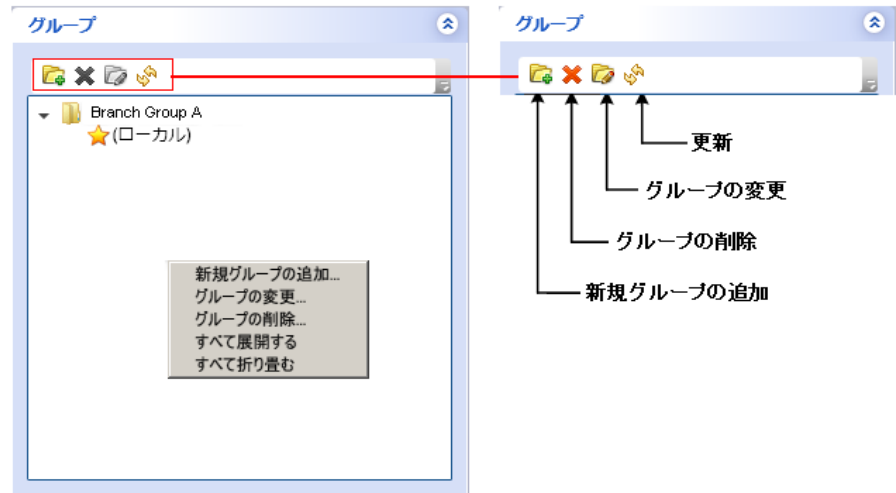 グループ
Branch Group A
(ローカル)
新規グループの追加...
グループの変更...
グループの削除...
すべて展開する
すべて折り畳む
グループ
更新
グループの変更
グループの削除
新規グループの追加